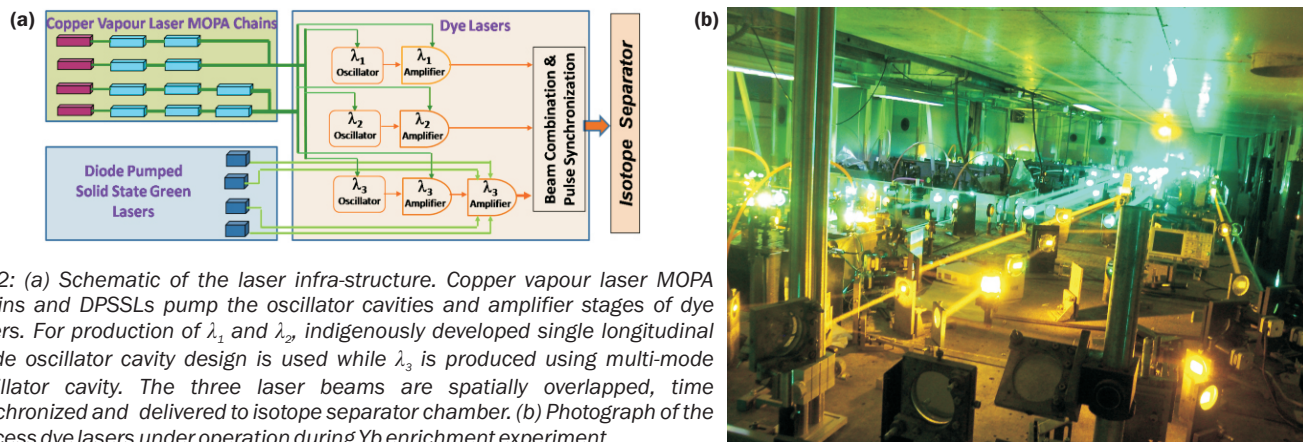 (a)
Copper Vapour Laser MOPA Chains
Dye Lasers
λ1
Oscillator
λ1
Amplifier
λ2
Oscillator
λ2
Amplifier
λ3
Oscillator
λ3
Amplifier
λ3
Amplifier
Diode Pumped
Solid State Green
Lasers
Beam Combination &
Pulse Synchronization
Isotope Separator
(b)
2: (a) Schematic of the laser infra-structure. Copper vapour laser MOPA
ins and DPSSLs pump the oscillator cavities and amplifier stages of dye
ers. For production of λ1 and λ2, indigenously developed single longitudinal
de oscillator cavity design is used while λ3 is produced using multi-mode
illator cavity. The three laser beams are spatially overlapped, time
chronized and delivered to isotope separator chamber. (b) Photograph of the
cess dye lasers under operation during Yb enrichment experiment